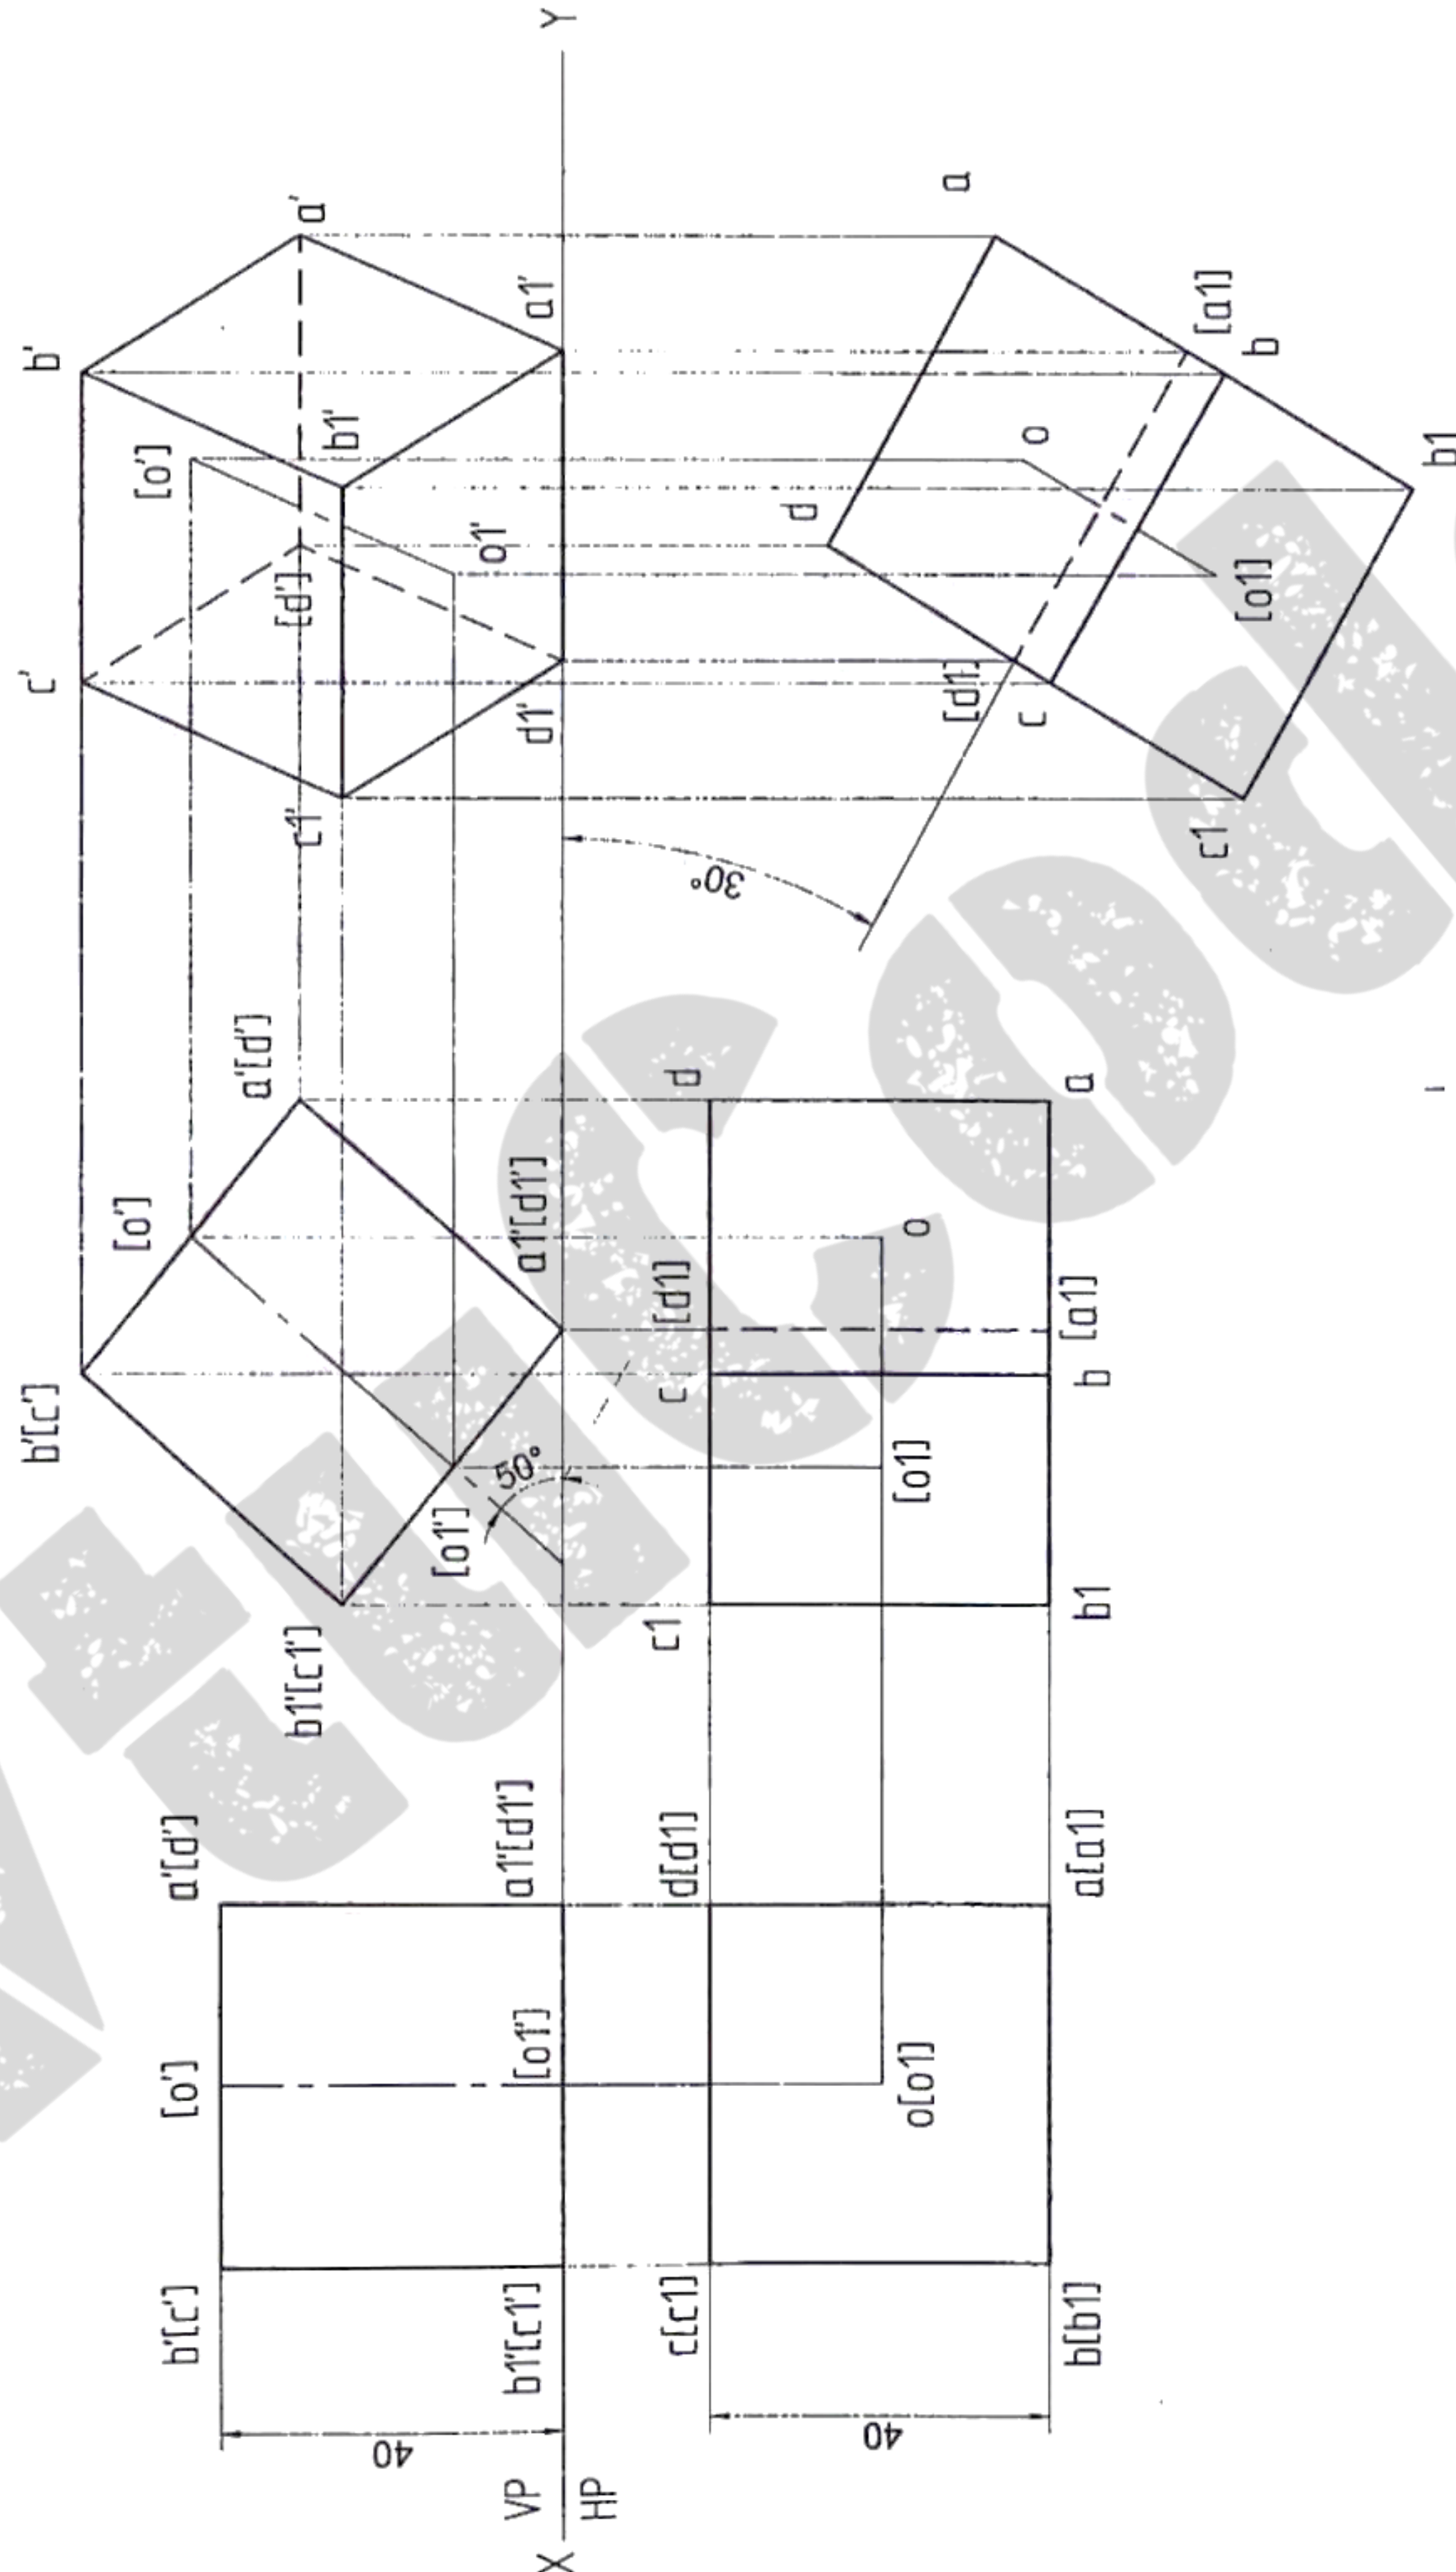 b'[c'] c' b'
[o'] [o']
b'[c'] [o'] a'[d'] a'[d']
b1'[c1'] c1' [d'] b1' a'
40 [o1'] o1'
VP b1'[c1'] [o1'] a1'[d1'] 50° a1'[d1'] d1' a1'
X Y
HP
c[c1] d[d1] c1 c [d1] d 30° d
40 o[o1] [o1] o [d1] a
b[b1] a[a1] b1 b [a1] a c o
c1 [o1] [a1]
b
b1